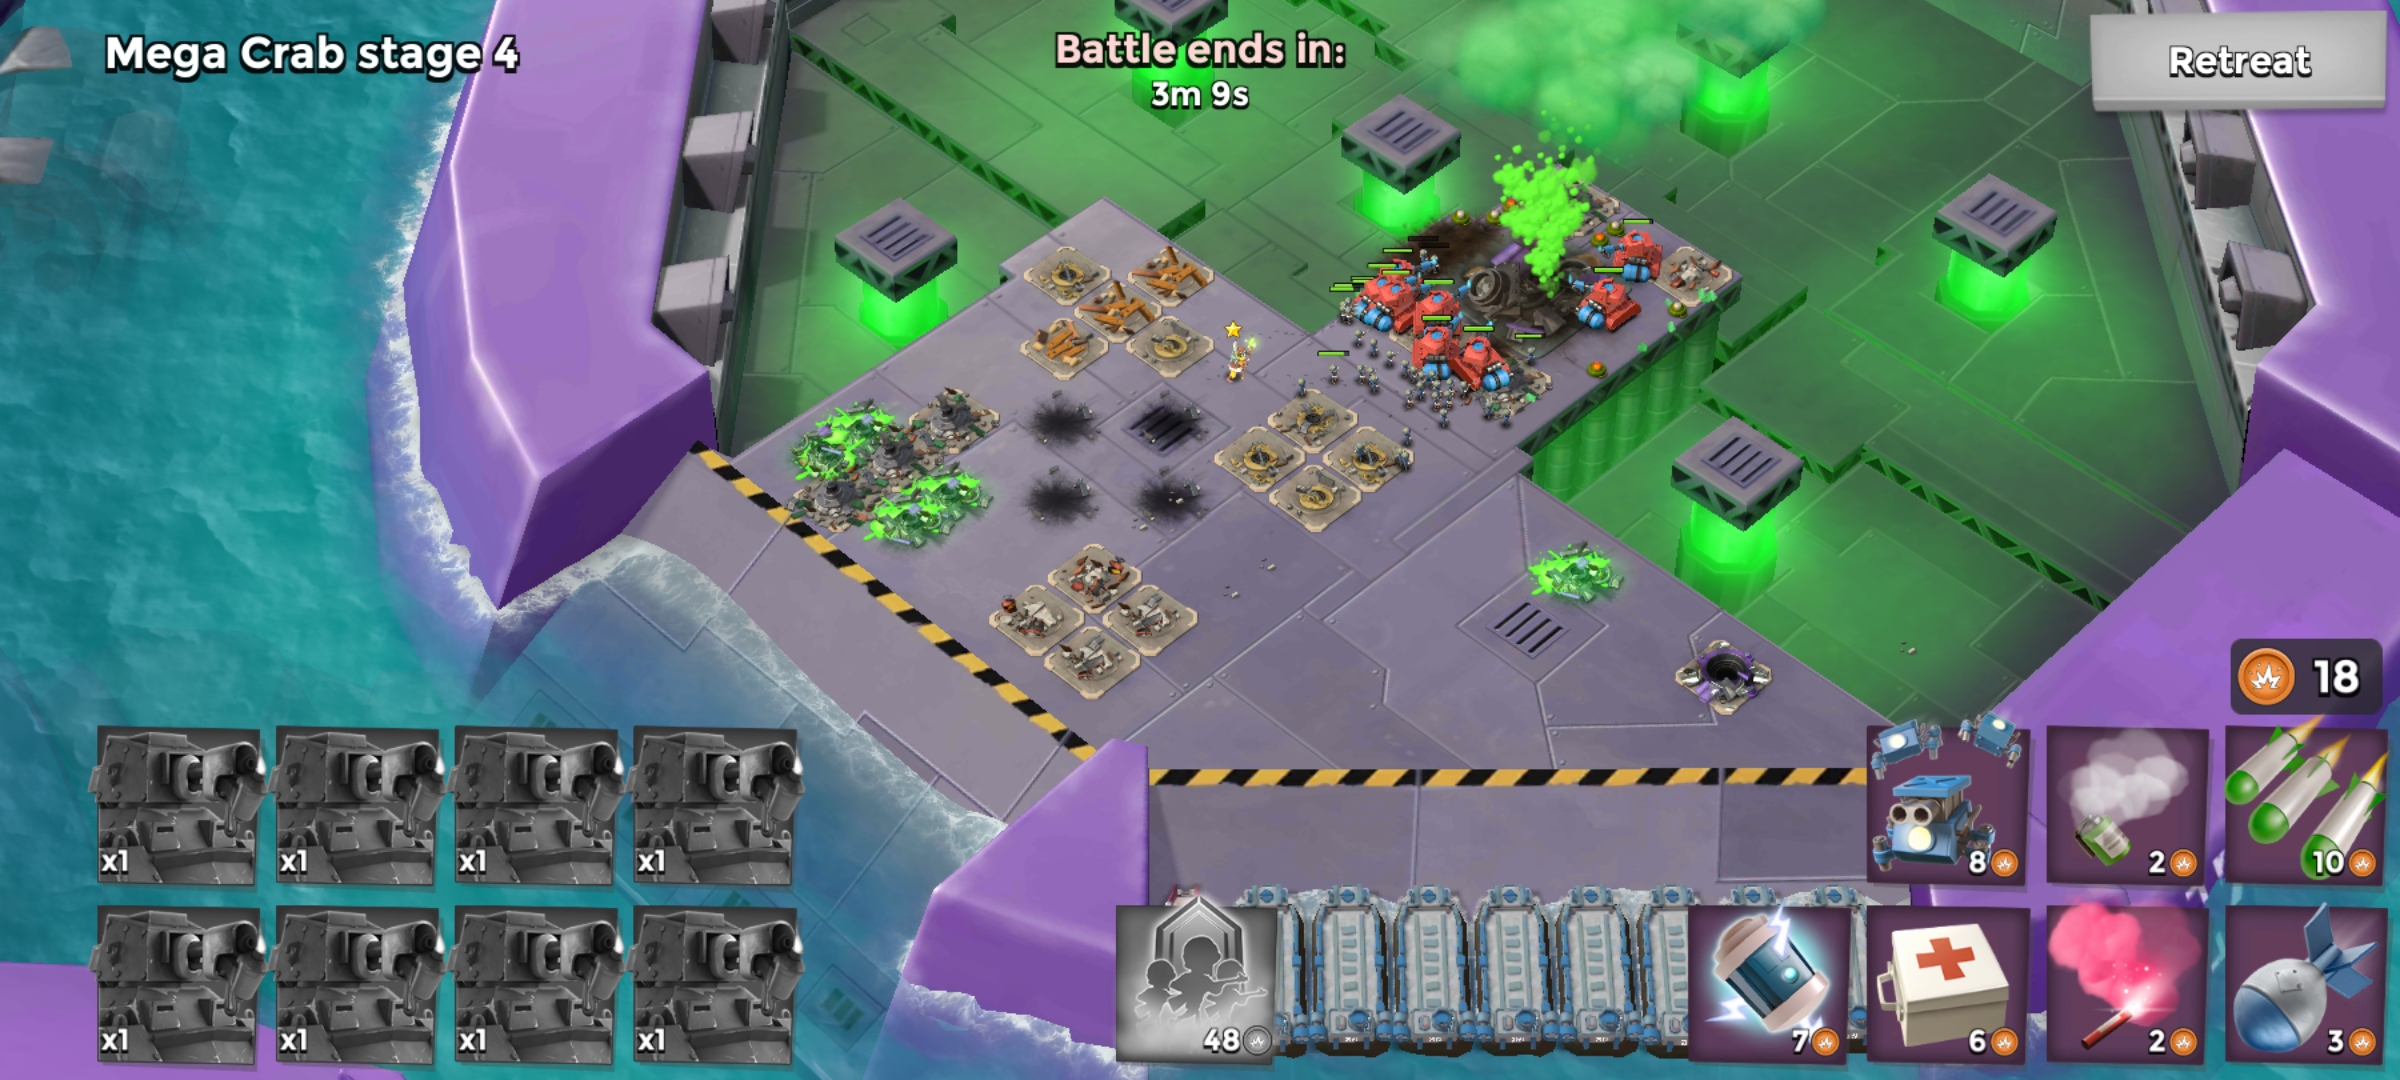 Mega Crab stage 4
Battle ends in:
3m 9s
Retreat
18
x1
x1
x1
x1
8
2
10
x1
x1
x1
x1
48
7
6
2
3